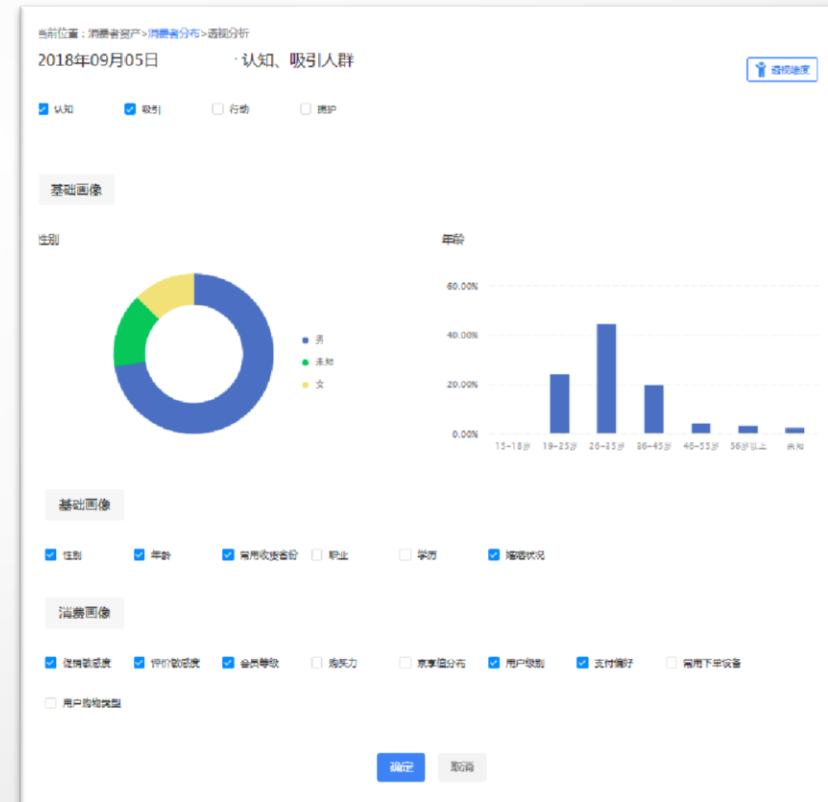 当前位置：消费者资产>消费者分布>透视分析
2018年09月05日 ·认知、吸引人群
透视维度
认知 吸引 行动 拥护
基础画像
性别 年龄
60.00%
40.00%
20.00%
0.00%
男
未知
女
15-18岁 19-25岁 26-35岁 36-45岁 46-55岁 56岁以上 未知
基础画像
性别 年龄 常用收货省份 职业 学历 婚姻状况
消费画像
促销敏感度 评价敏感度 会员等级 购买力 京享值分布 用户级别 支付偏好 常用下单设备
用户购物类型
确定 取消